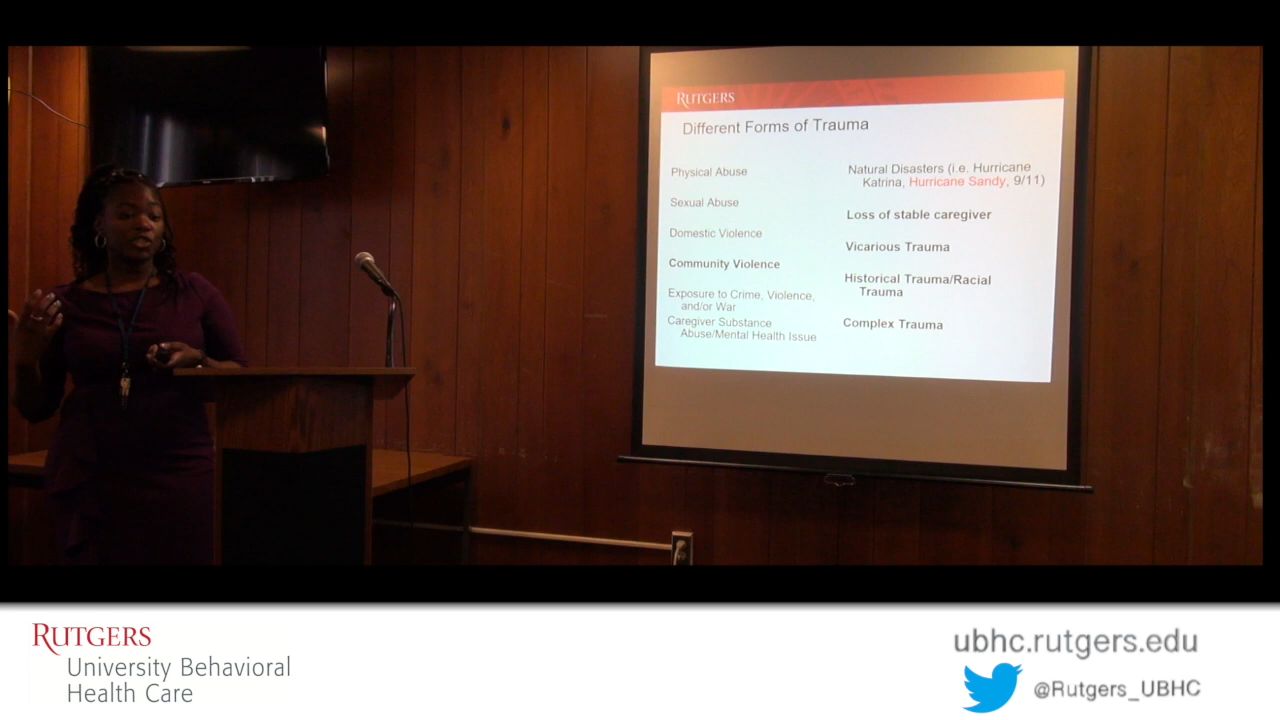 RUTGERS
Different Forms of Trauma
Physical Abuse
Sexual Abuse
Domestic Violence
Community Violence
Exposure to Crime, Violence,
and/or War
Caregiver Substance
Abuse/Mental Health Issue
Natural Disasters (i.e. Hurricane
Katrina, Hurricane Sandy, 9/11)
Loss of stable caregiver
Vicarious Trauma
Historical Trauma/Racial
Trauma
Complex Trauma
RUTGERS
University Behavioral
Health Care
ubhc.rutgers.edu
@Rutgers_UBHC